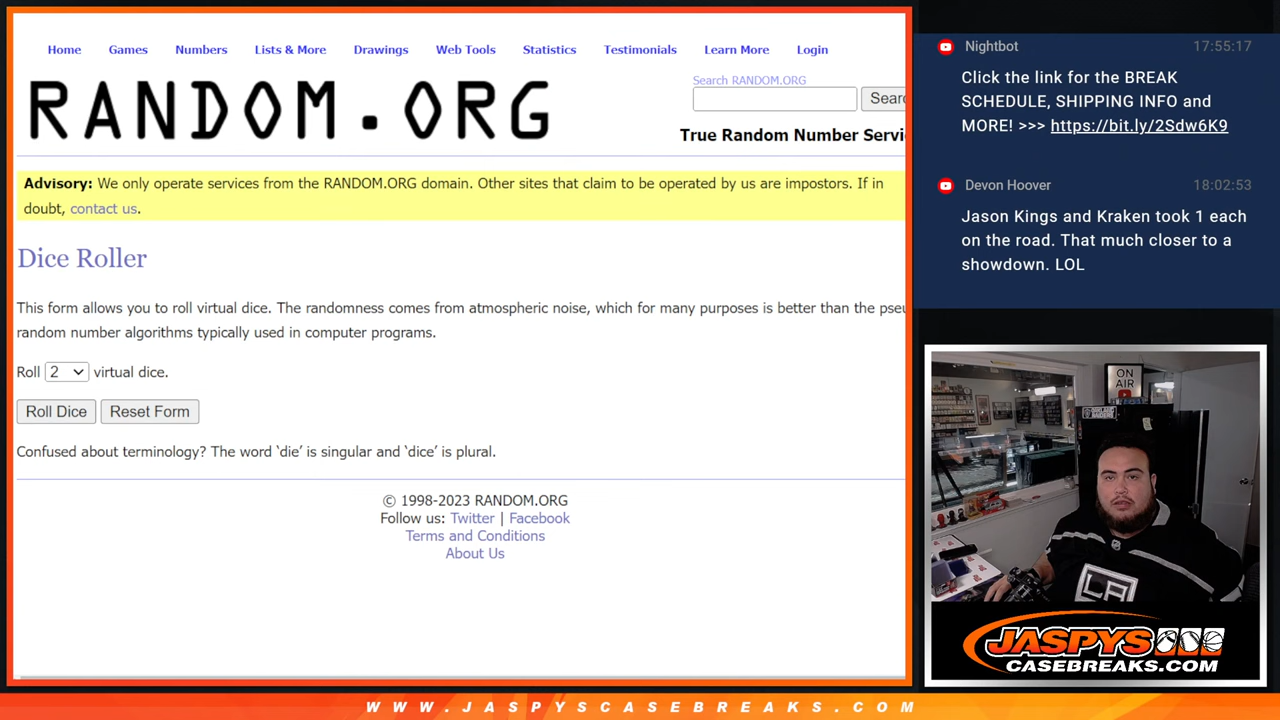 Home Games Numbers Lists & More Drawings Web Tools Statistics Testimonials Learn More Login
RANDOM.ORG
Search RANDOM.ORG
Searc
True Random Number Servi
Advisory: We only operate services from the RANDOM.ORG domain. Other sites that claim to be operated by us are impostors. If in
doubt, contact us.
Dice Roller
This form allows you to roll virtual dice. The randomness comes from atmospheric noise, which for many purposes is better than the pseu
random number algorithms typically used in computer programs.
Roll 2 virtual dice.
Roll Dice Reset Form
Confused about terminology? The word ‘die’ is singular and ‘dice’ is plural.
© 1998-2023 RANDOM.ORG
Follow us: Twitter | Facebook
Terms and Conditions
About Us
Nightbot 17:55:17
Click the link for the BREAK
SCHEDULE, SHIPPING INFO and
MORE! >>> https://bit.ly/2Sdw6K9
Devon Hoover 18:02:53
Jason Kings and Kraken took 1 each
on the road. That much closer to a
showdown. LOL
ON
AIR
LA
JASPYS
CASEBREAKS.COM
WWW.JASPYSCASEBREAKS.COM